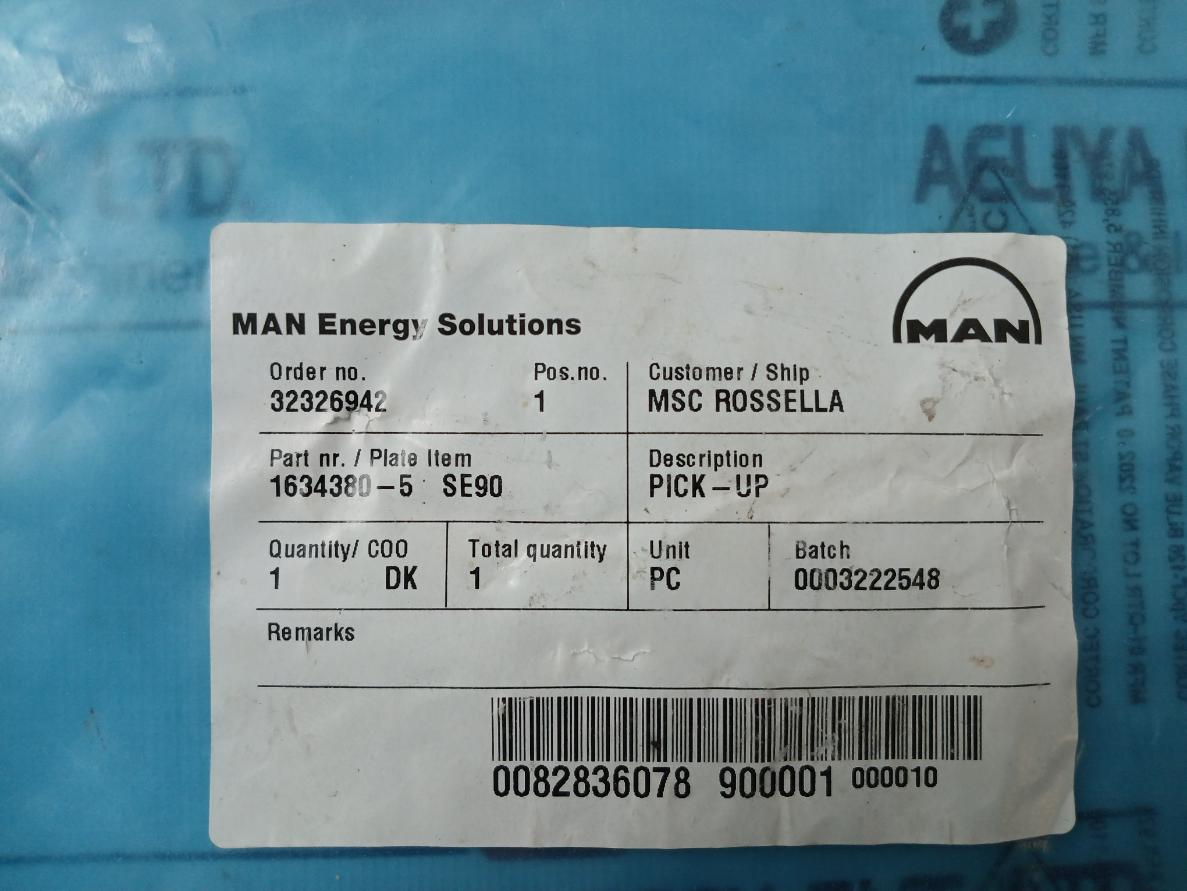 LTD.
AGLIYA
MAN Energy Solutions
MAN
Order no. Pos.no. Customer / Ship
32326942 1 MSC ROSSELLA
Part nr. / Plate Item Description
1634380-5 SE90 PICK-UP
Quantity/ COO Total quantity Unit Batch
1 DK 1 PC 0003222548
Remarks
0082836078 900001 000010